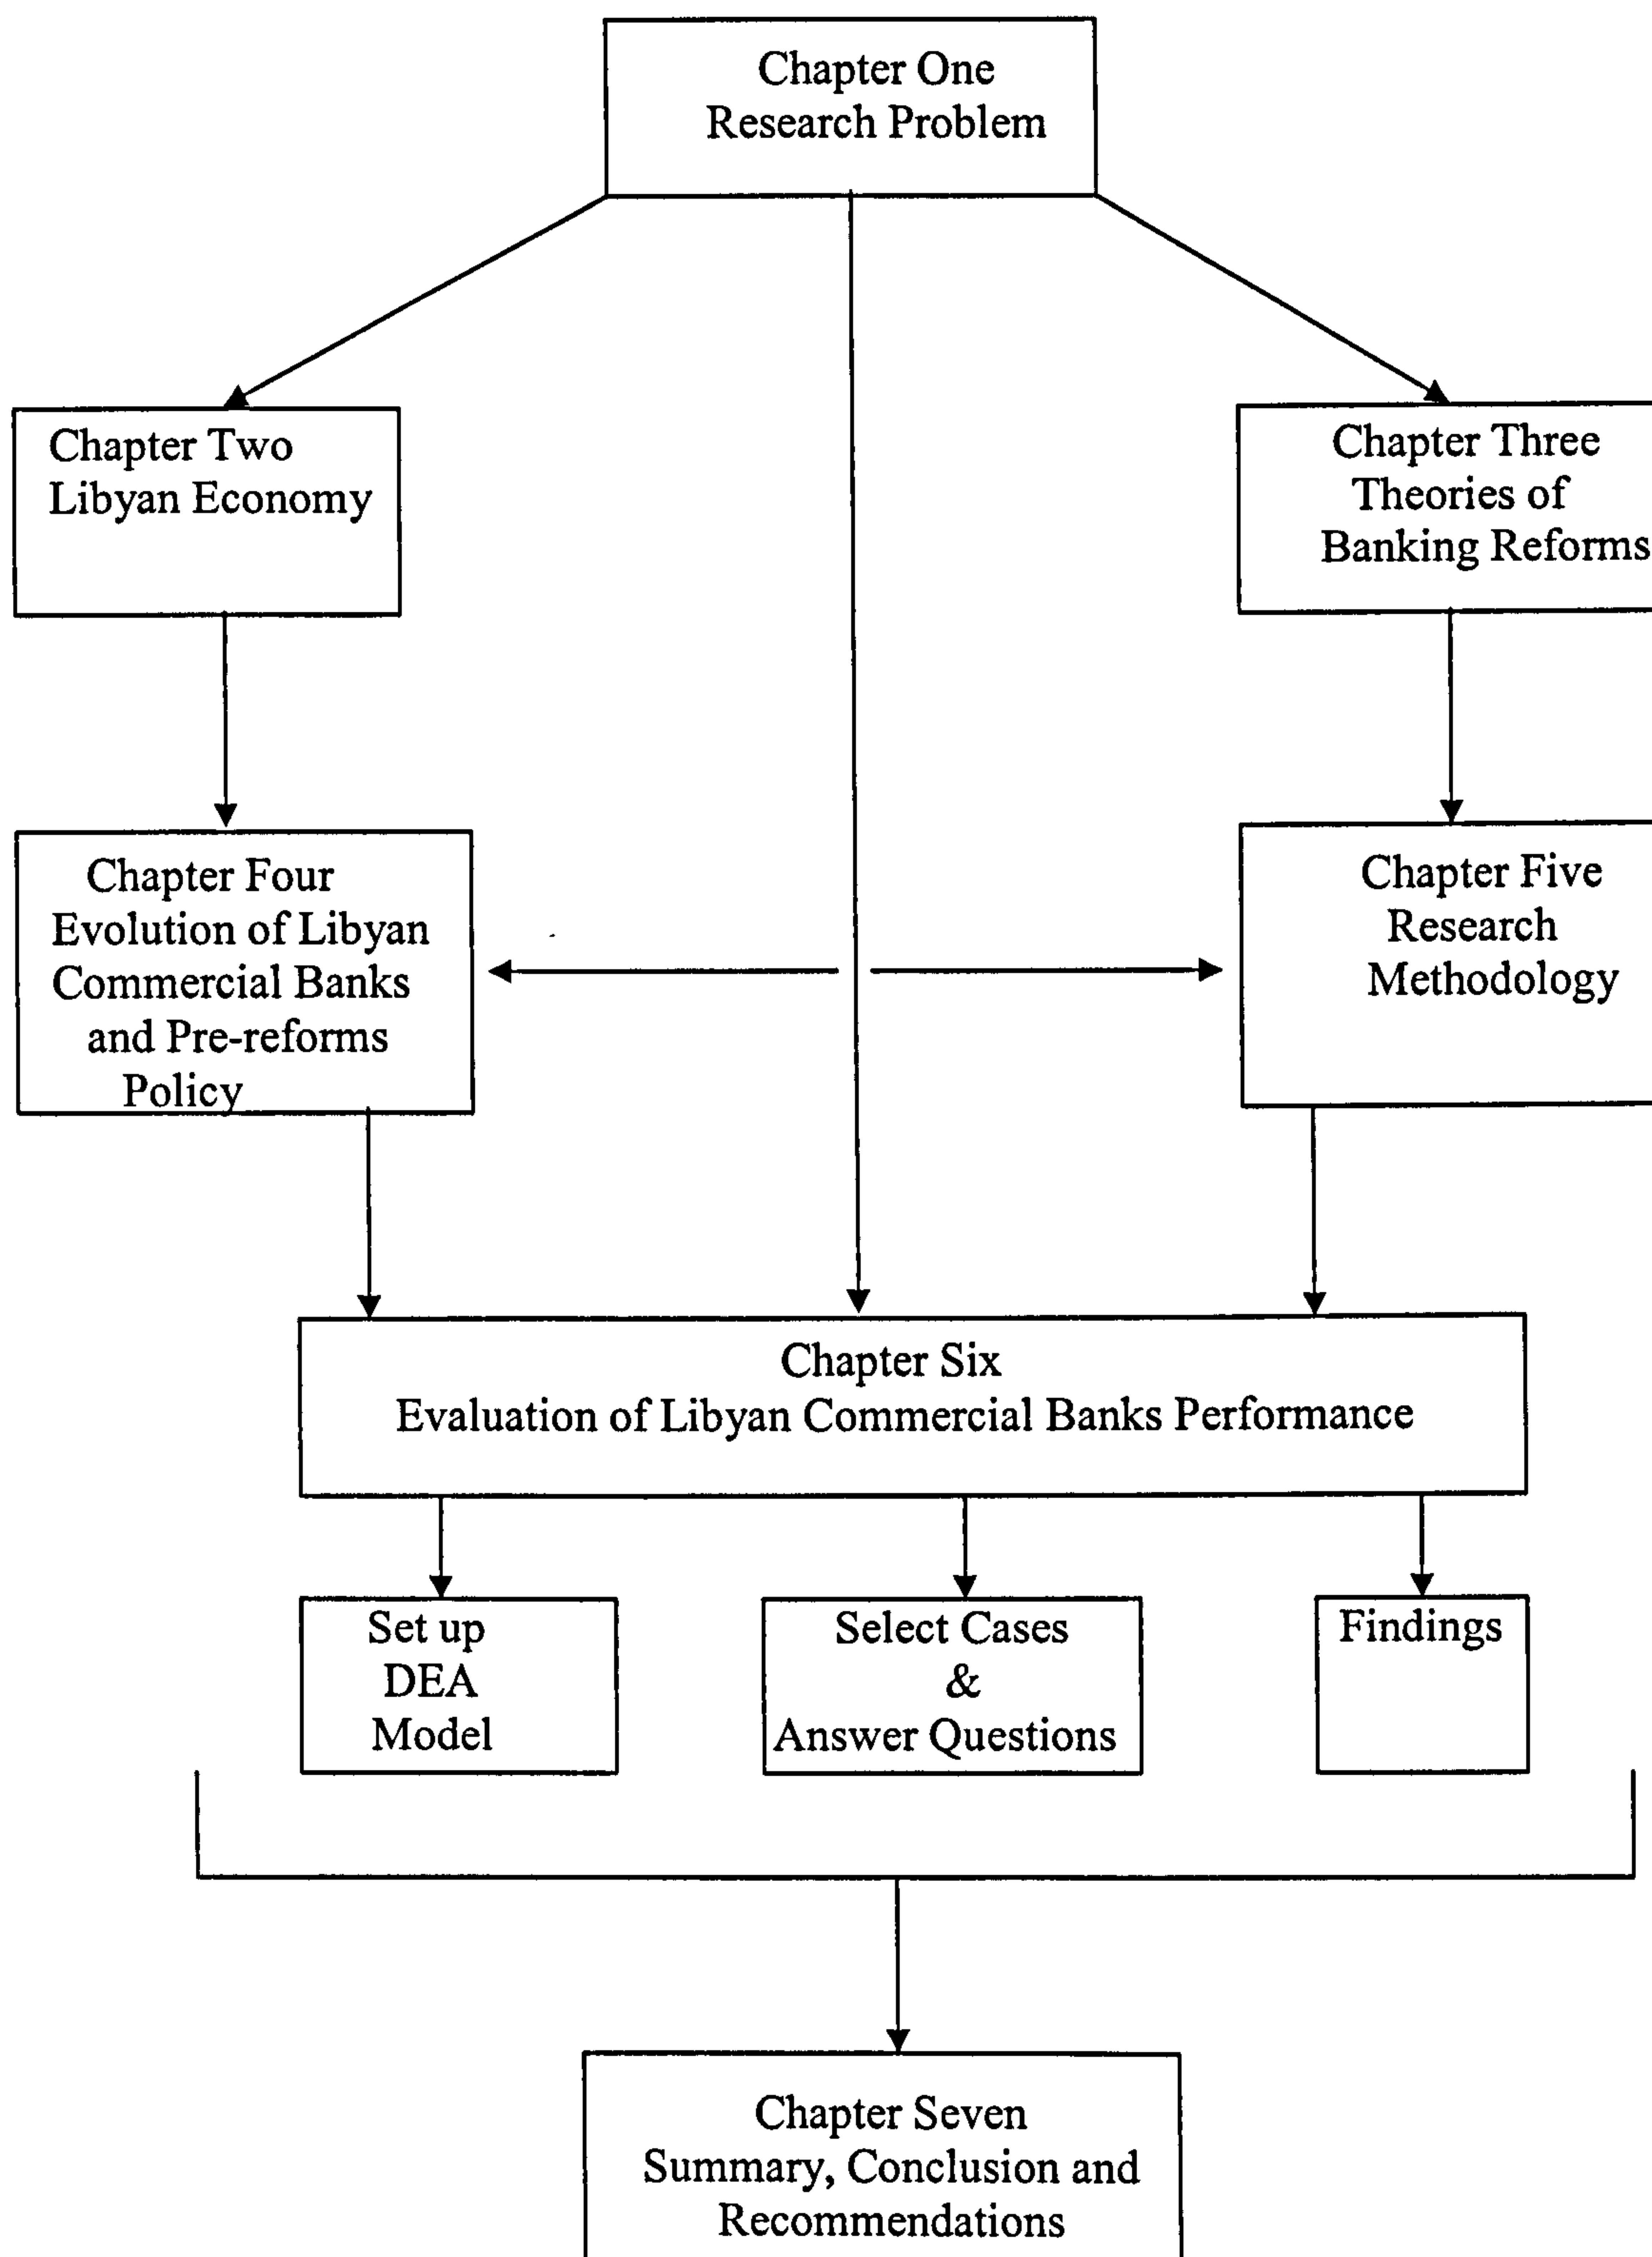 Chapter One
Research Problem
Chapter Two
Libyan Economy
Chapter Three
Theories of
Banking Reforms
Chapter Four
Evolution of Libyan
Commercial Banks
and Pre-reforms
Policy
Chapter Five
Research
Methodology
Chapter Six
Evaluation of Libyan Commercial Banks Performance
Set up
DEA
Model
Select Cases
&
Answer Questions
Findings
Chapter Seven
Summary, Conclusion and
Recommendations